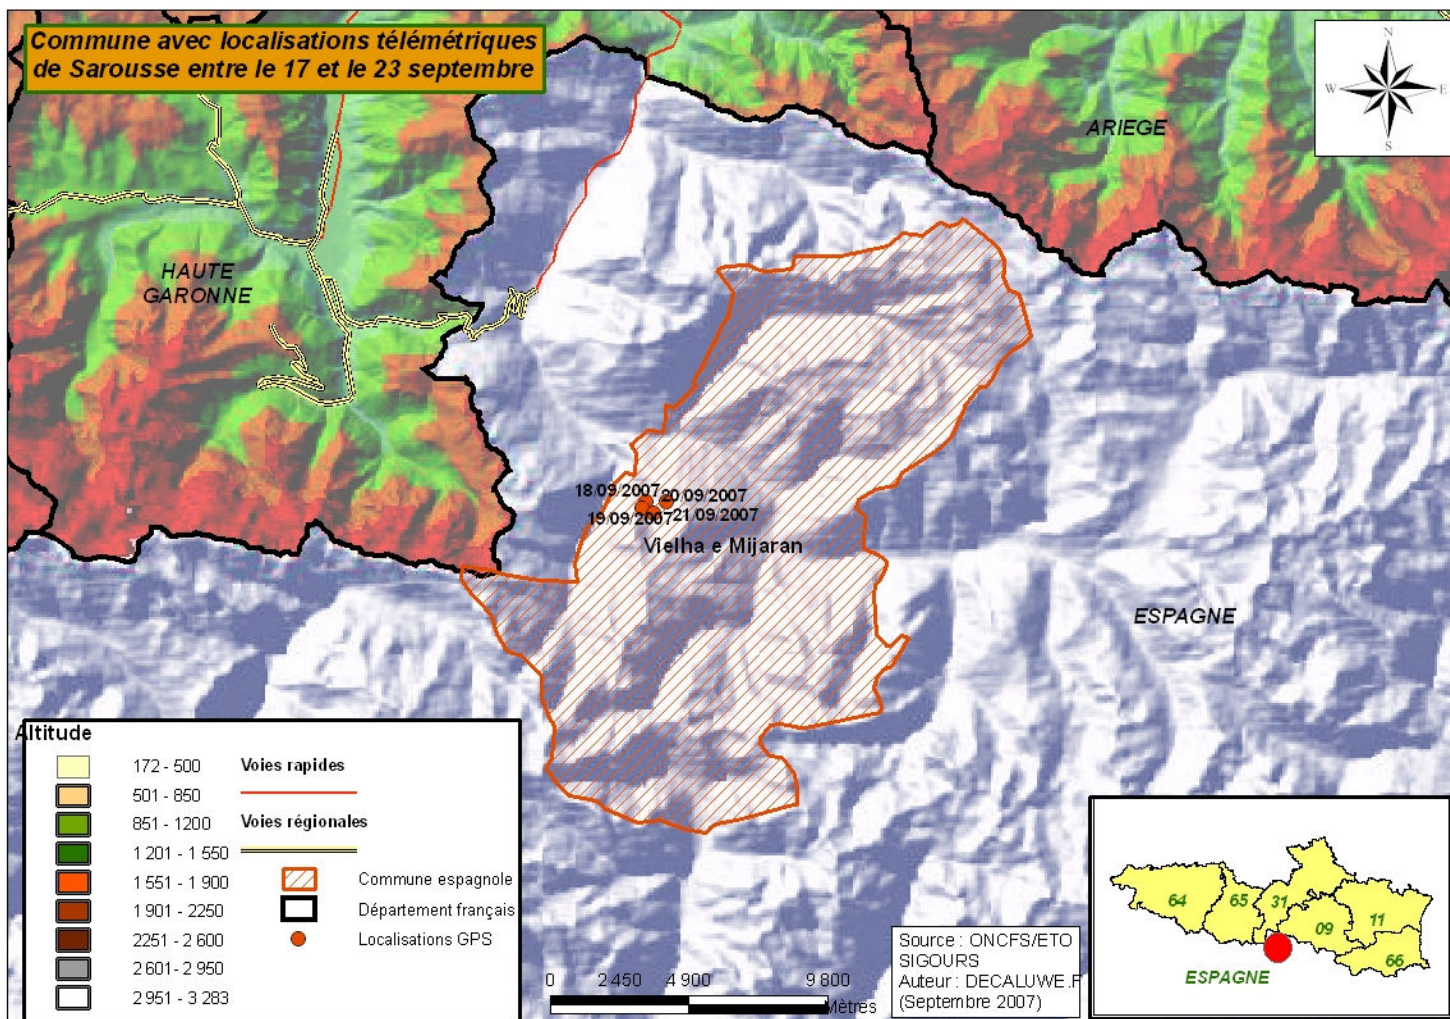 Commune avec localisations télémétriques
de Sarousse entre le 17 et le 23 septembre
N
W E
S
ARIEGE
HAUTE
GARONNE
18/09/2007 20/09/2007
19/09/2007 21/09/2007
Vielha e Mijaran
ESPAGNE
Altitude
172 - 500
501 - 850
851 - 1200
1 201 - 1 550
1 551 - 1 900
1 901 - 2250
2251 - 2 600
2 601 - 2 950
2 951 - 3 283
Voies rapides
Voies régionales
Commune espagnole
Département français
Localisations GPS
0 2 450 4 900 9 800
Mètres
Source : ONCFS/ETO
SIGOURS
Auteur : DECALUWE.F
(Septembre 2007)
64
65
31
09
11
66
ESPAGNE